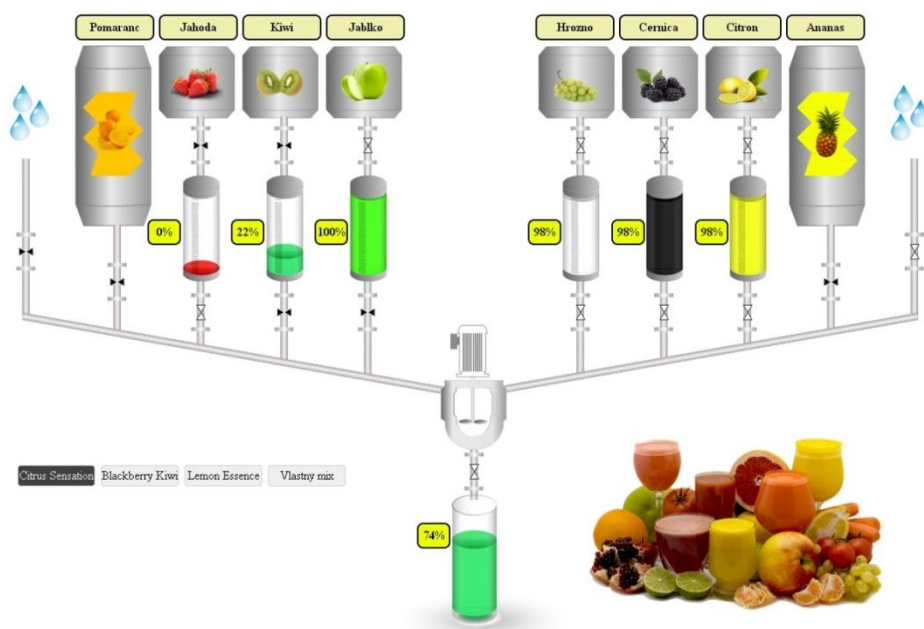 Pomaranc
Jahoda
Kiwi
Jablko
Hrozno
Cernica
Citron
Ananas
0%
22%
100%
98%
98%
98%
Citrus Sensation
Blackberry Kiwi
Lemon Essence
Vlastny mix
74%